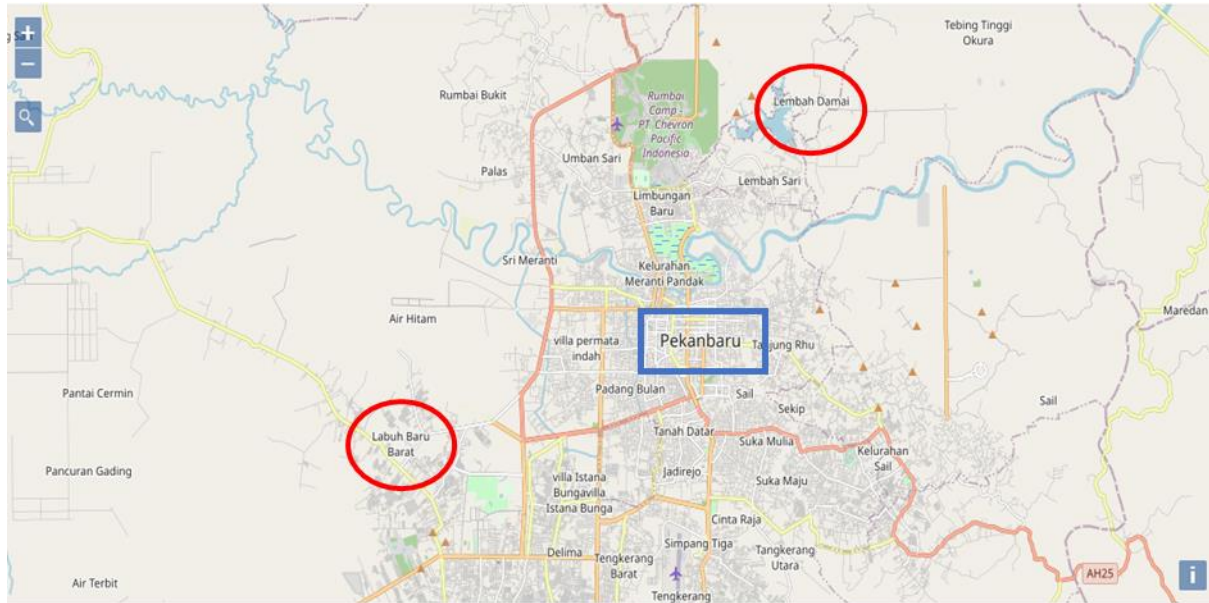 +
−
Tebing Tinggi
Okura
Rumbai Bukit
Rumbai
Camp -
PT. Chevron
Pacific
Indonesia
Lembah Damai
Umban Sari
Palas
Lembah Sari
Limbungan
Baru
Sri Meranti
Kelurahan
Meranti Pandak
Air Hitam
Maredan
villa permata
indah
Pekanbaru
Tanjung Rhu
Pantai Cermin
Padang Bulan
Sail
Sail
Sekip
Labuh Baru
Barat
Tanah Datar
Suka Mulia
Kelurahan
Sail
Pancuran Gading
villa Istana
Bungavilla
Istana Bunga
Jadirejo
Suka Maju
Cinta Raja
Delima
Tengkerang
Barat
Simpang Tiga
Tangkerang
Utara
Air Terbit
Tengkerang
AH25
i